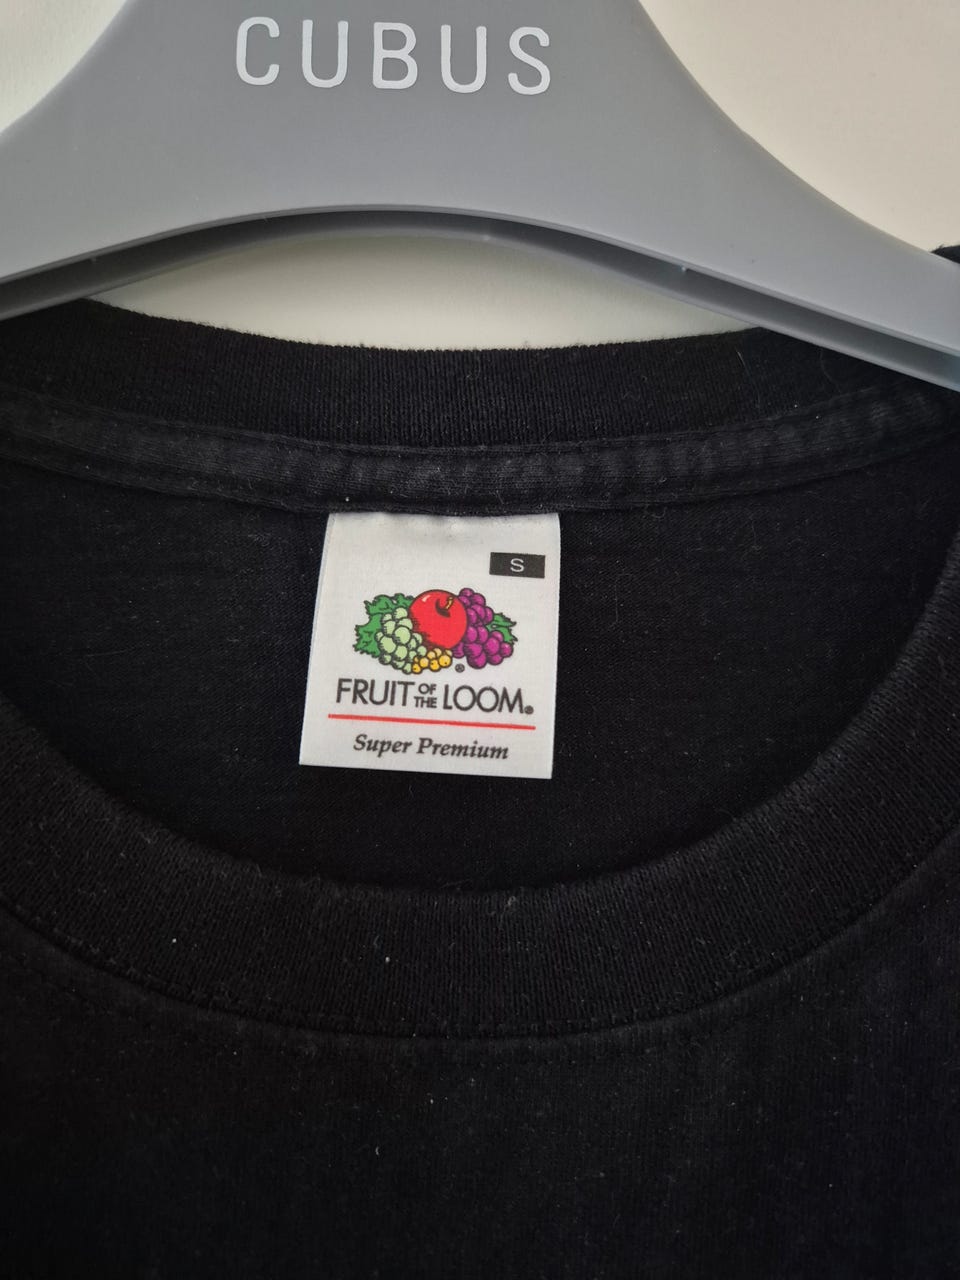 CUBUS
S
FRUIT OF THE LOOM®
Super Premium